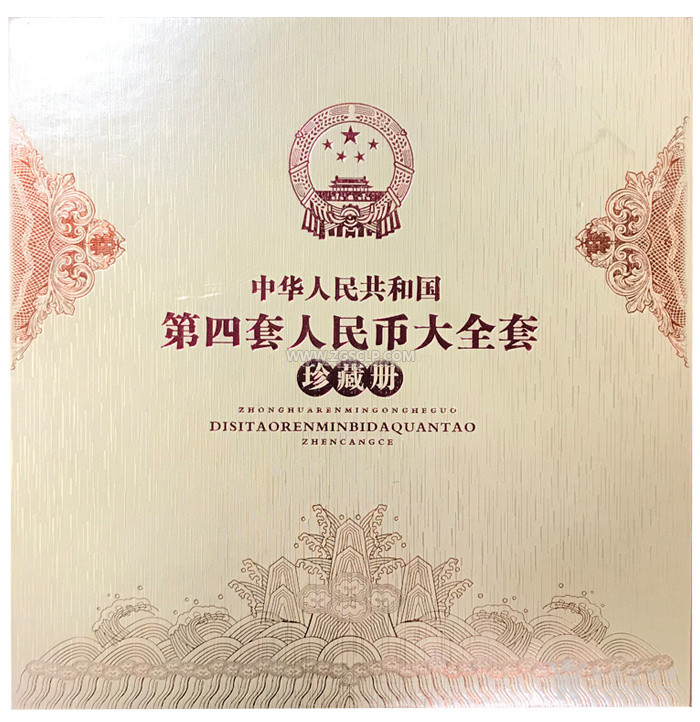 中华人民共和国
第四套人民币大全套
WWW.ZGSCLP.COM
珍藏册
ZHONGHUARENMINGONGHEGUO
DISITAORENMINBIDAQUANTAO
ZHENCANGCE